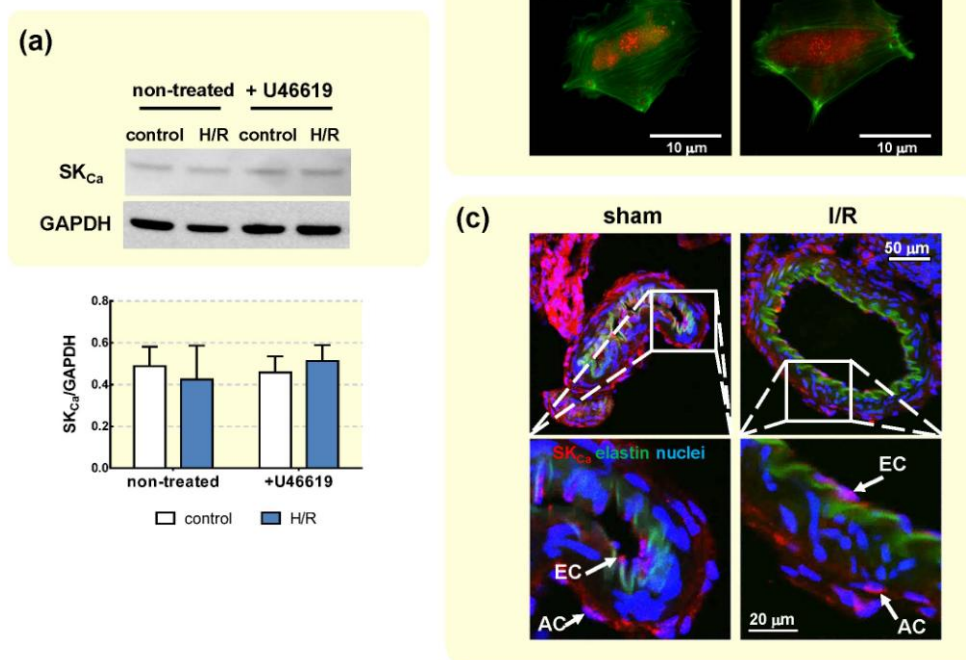 (a)
non-treated + U46619
control H/R control H/R
SKCa
GAPDH
0.8
0.6
0.4
0.2
0.0
SKCa/GAPDH
non-treated +U46619
control H/R
10 µm 10 µm
(c)
sham I/R
50 µm
SKCa elastin nuclei
EC
AC
EC
AC
20 µm